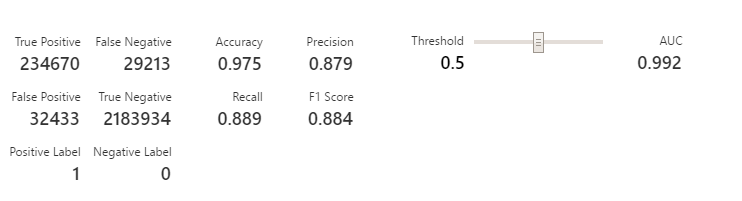 True Positive False Negative Accuracy Precision Threshold AUC
234670 29213 0.975 0.879 0.5 0.992
False Positive True Negative Recall F1 Score
32433 2183934 0.889 0.884
Positive Label Negative Label
1 0